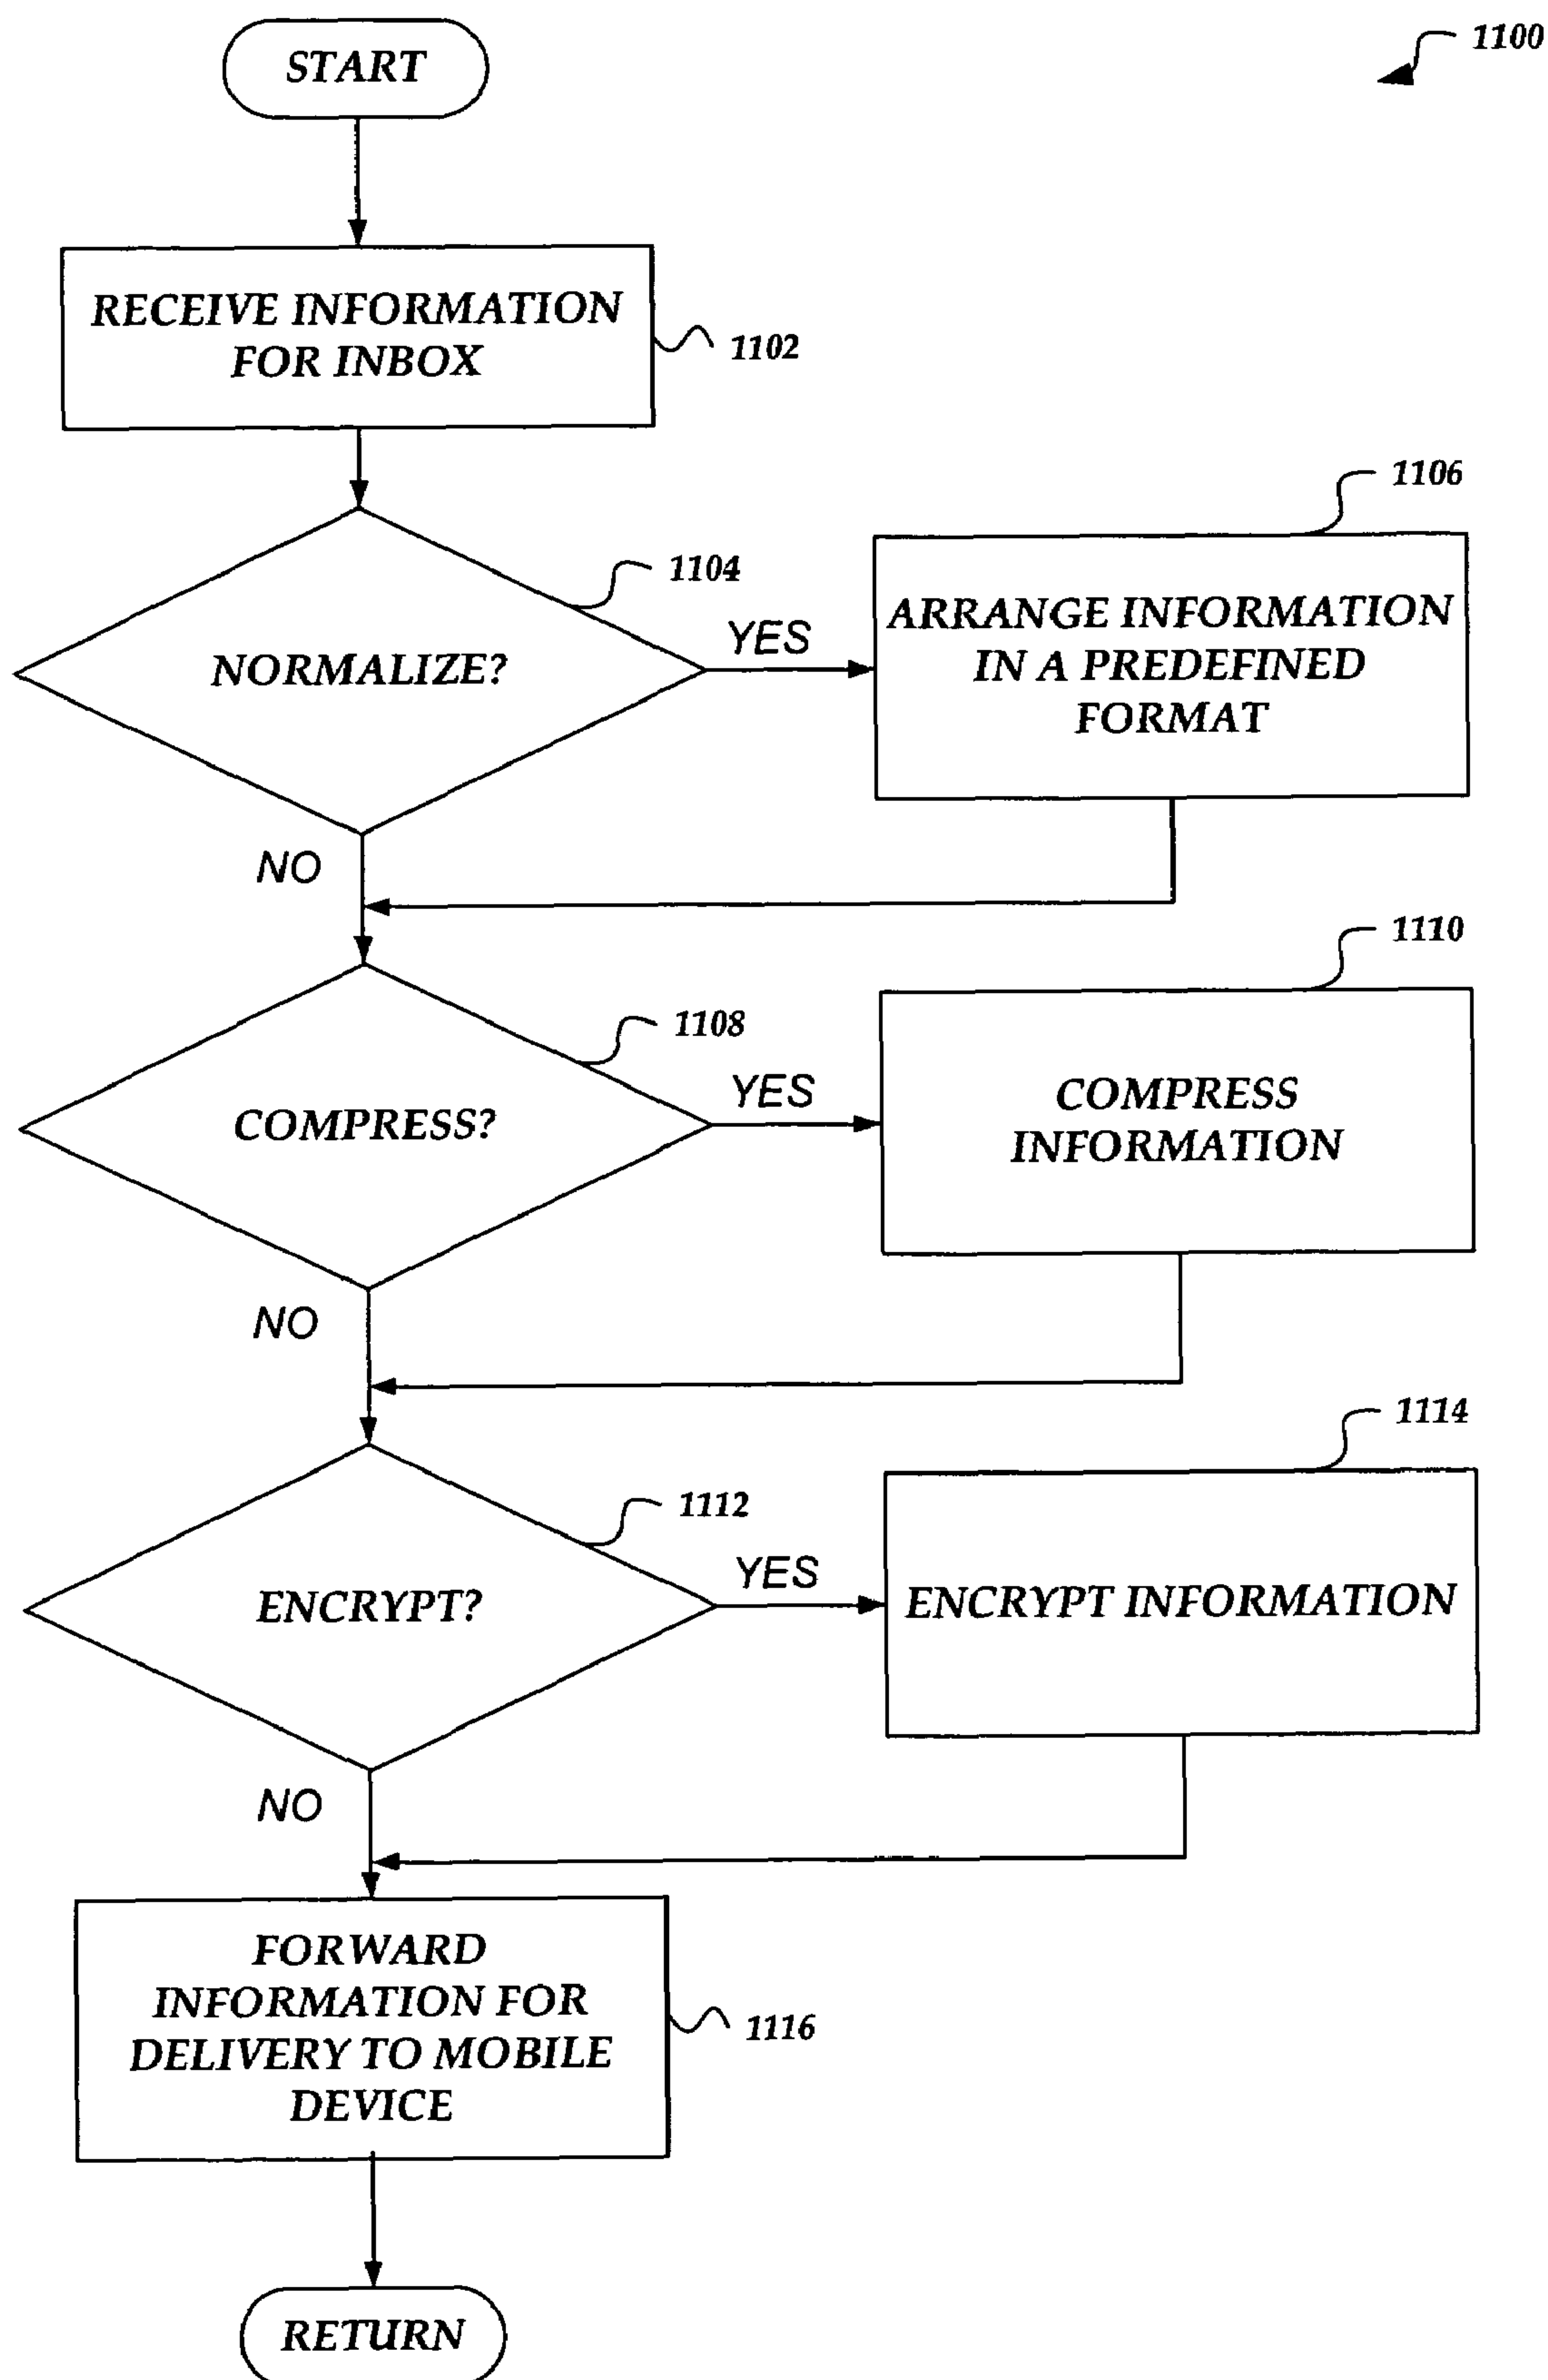 START
1100
RECEIVE INFORMATION
FOR INBOX
1102
1104
NORMALIZE?
YES
1106
ARRANGE INFORMATION
IN A PREDEFINED
FORMAT
NO
1108
COMPRESS?
YES
1110
COMPRESS
INFORMATION
NO
1112
ENCRYPT?
YES
1114
ENCRYPT INFORMATION
NO
FORWARD
INFORMATION FOR
DELIVERY TO MOBILE
DEVICE
1116
RETURN